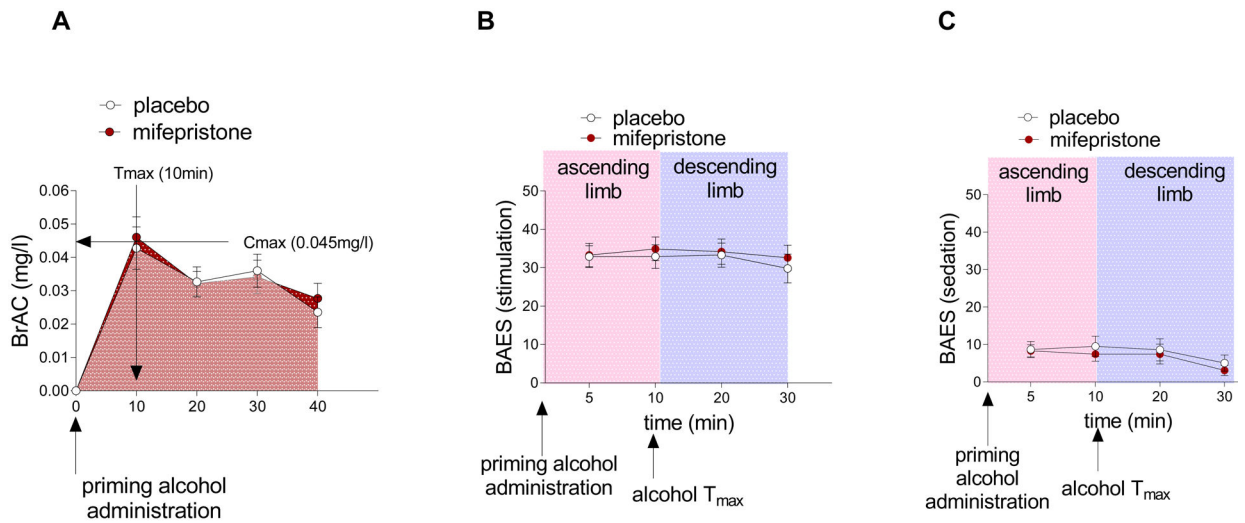 A
placebo
mifepristone
Tmax (10min)
Cmax (0.045mg/l)
BrAC (mg/l)
0.06
0.05
0.04
0.03
0.02
0.01
0.00
0
10
20
30
40
priming alcohol
administration
B
placebo
mifepristone
ascending
limb
descending
limb
BAES
(stimulation)
50
40
30
20
10
0
5
10
20
30
time (min)
priming alcohol
administration
alcohol Tmax
C
placebo
mifepristone
ascending
limb
descending
limb
BAES (sedation)
50
40
30
20
10
0
5
10
20
30
time (min)
priming
alcohol
administration
alcohol Tmax